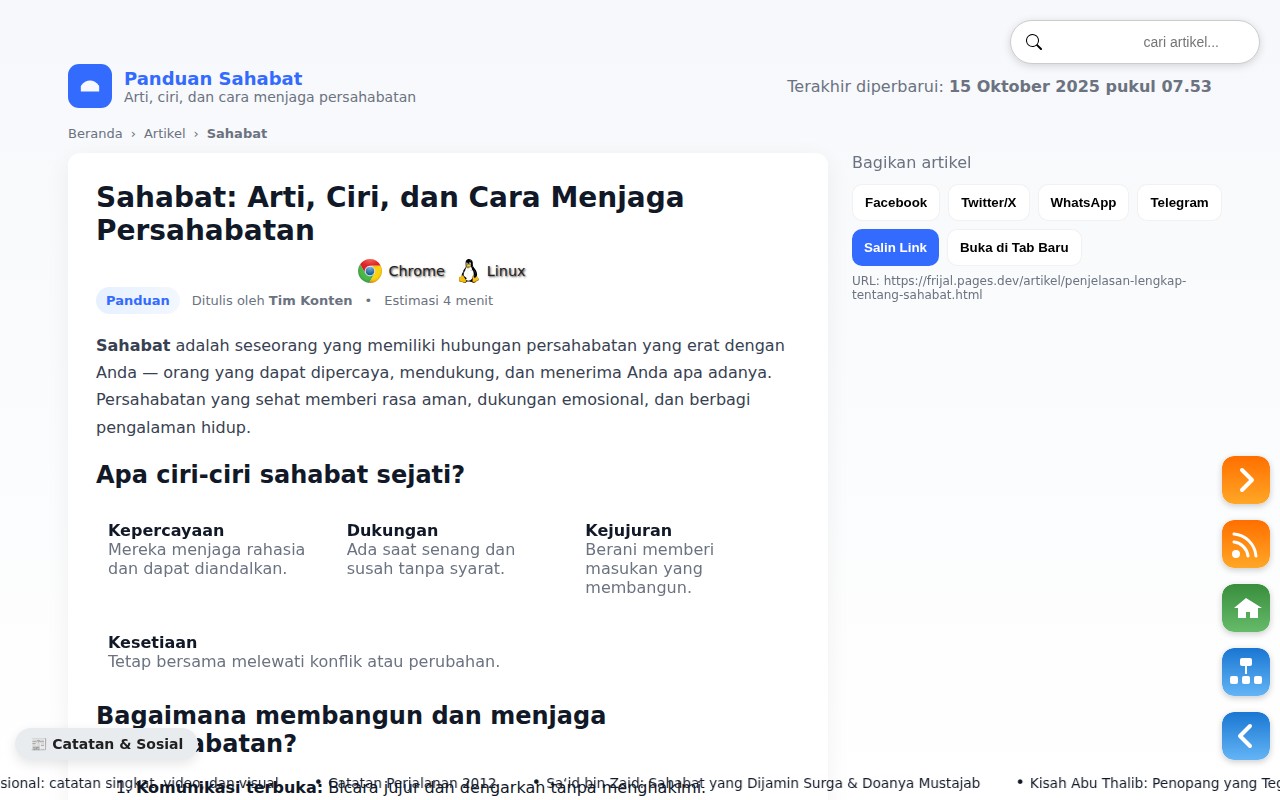 cari artikel...
Panduan Sahabat
Arti, ciri, dan cara menjaga persahabatan
Terakhir diperbarui: 15 Oktober 2025 pukul 07.53
Beranda › Artikel › Sahabat
Sahabat: Arti, Ciri, dan Cara Menjaga
Persahabatan
Chrome Linux
Panduan Ditulis oleh Tim Konten • Estimasi 4 menit
Sahabat adalah seseorang yang memiliki hubungan persahabatan yang erat dengan
Anda — orang yang dapat dipercaya, mendukung, dan menerima Anda apa adanya.
Persahabatan yang sehat memberi rasa aman, dukungan emosional, dan berbagi
pengalaman hidup.
Apa ciri-ciri sahabat sejati?
Kepercayaan
Mereka menjaga rahasia
dan dapat diandalkan.
Dukungan
Ada saat senang dan
susah tanpa syarat.
Kejujuran
Berani memberi
masukan yang
membangun.
Kesetiaan
Tetap bersama melewati konflik atau perubahan.
Bagaimana membangun dan menjaga
abatan?
1. Komunikasi terbuka: Bicara jujur dan dengarkan tanpa menghakimi.
Bagikan artikel
Facebook Twitter/X WhatsApp Telegram
Salin Link Buka di Tab Baru
URL: https://frijal.pages.dev/artikel/penjelasan-lengkap-
tentang-sahabat.html
📰 Catatan & Sosial
sional: catatan singkat, video, dan visual • Catatan Perjalanan 2012 • Sa'id bin Zaid: Sahabat yang Dijamin Surga & Doanya Mustajab • Kisah Abu Thalib: Penopang yang